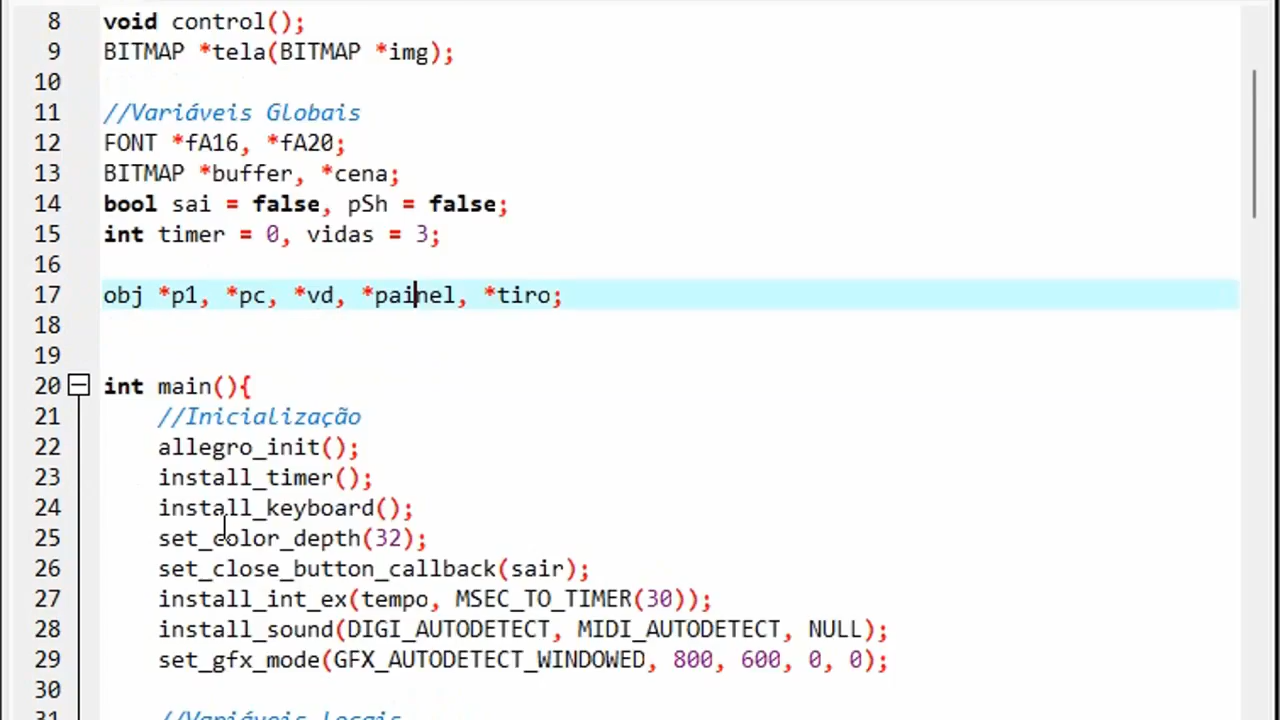 8 void control();
9 BITMAP *tela(BITMAP *img);
10
11 //Variáveis Globais
12 FONT *fA16, *fA20;
13 BITMAP *buffer, *cena;
14 bool sai = false, pSh = false;
15 int timer = 0, vidas = 3;
16
17 obj *p1, *pc, *vd, *painel, *tiro;
18
19
20 int main(){
21 //Inicialização
22 allegro_init();
23 install_timer();
24 install_keyboard();
25 set_color_depth(32);
26 set_close_button_callback(sair);
27 install_int_ex(tempo, MSEC_TO_TIMER(30));
28 install_sound(DIGI_AUTODETECT, MIDI_AUTODETECT, NULL);
29 set_gfx_mode(GFX_AUTODETECT_WINDOWED, 800, 600, 0, 0);
30
31 //Variáveis locais